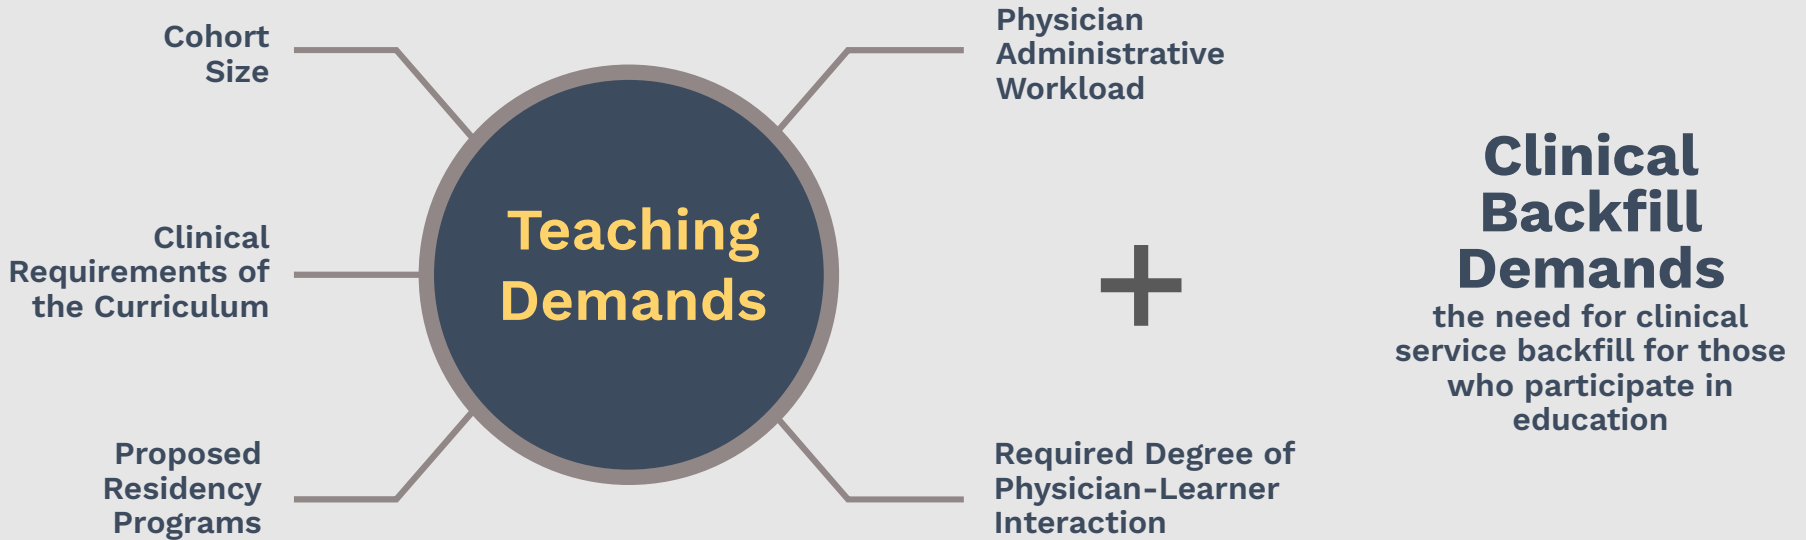 Cohort
Size
Clinical
Requirements of
the Curriculum
Proposed
Residency
Programs
Teaching
Demands
Physician
Administrative
Workload
Required Degree of
Physician-Learner
Interaction
+
Clinical
Backfill
Demands
the need for clinical
service backfill for those
who participate in
education